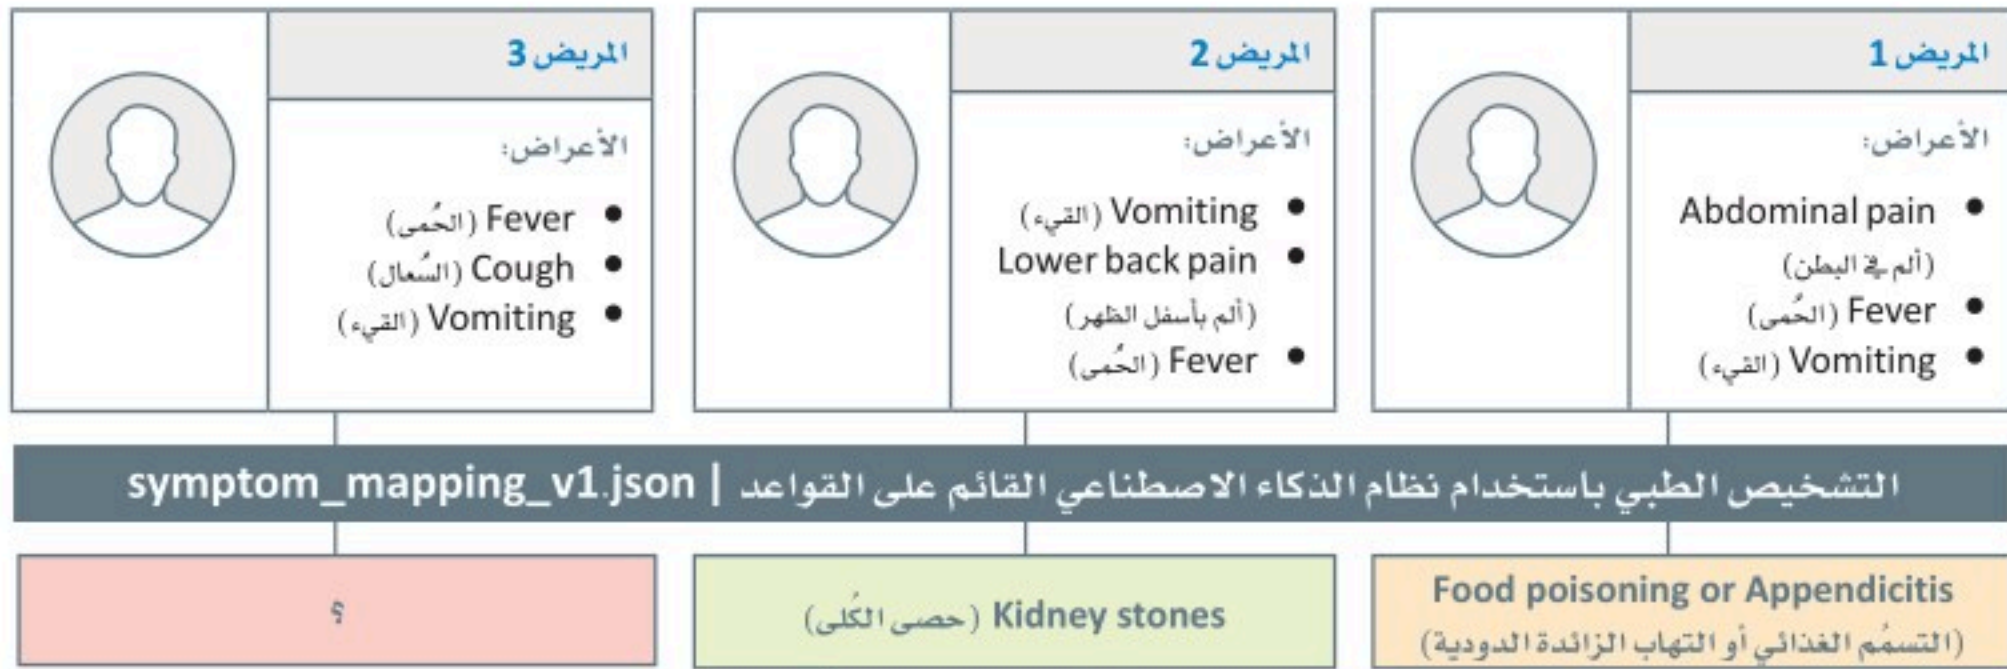 المريض 1
الأعراض:
• Abdominal pain
(ألم في البطن)
• Fever (الحُمى)
• Vomiting (القيء)
المريض 2
الأعراض:
• Vomiting (القيء)
• Lower back pain
(ألم بأسفل الظهر)
• Fever (الحُمى)
المريض 3
الأعراض:
• Fever (الحُمى)
• Cough (السُعال)
• Vomiting (القيء)
التشخيص الطبي باستخدام نظام الذكاء الاصطناعي القائم على القواعد | symptom_mapping_v1.json
Food poisoning or Appendicitis
(التسمُم الغذائي أو التهاب الزائدة الدودية)
Kidney stones (حصى الكُلى)
؟